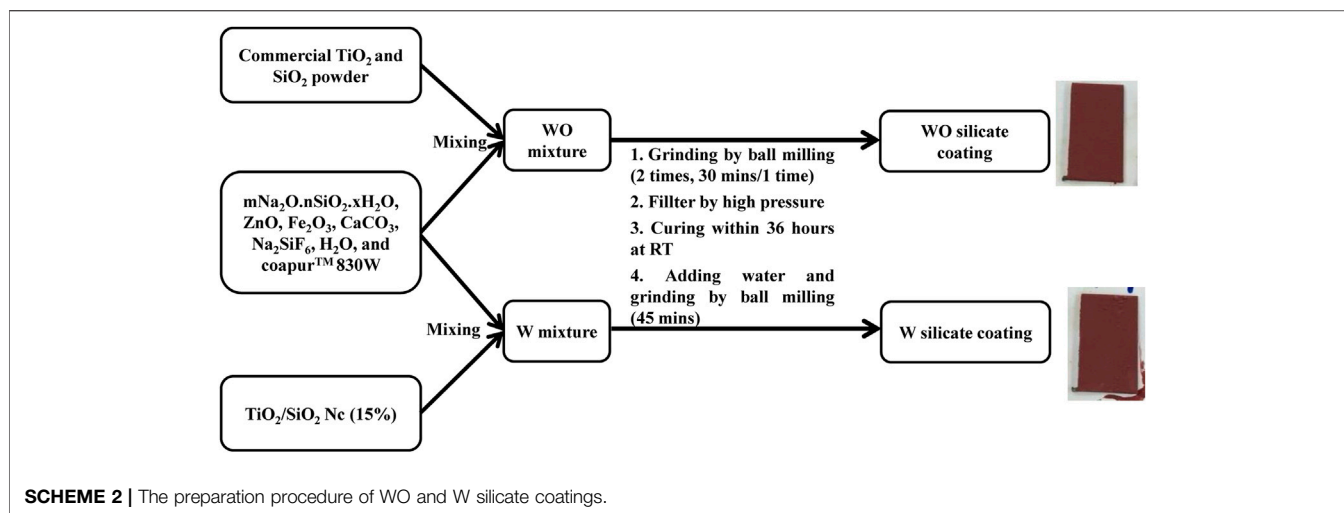 Commercial TiO₂ and
SiO₂ powder
Mixing
WO
mixture
WO silicate
coating
mNa₂O.nSiO₂.xH₂O,
ZnO, Fe₂O₃, CaCO₃,
Na₂SiF₆, H₂O, and
coapur™ 830W
1. Grinding by ball milling
(2 times, 30 mins/1 time)
2. Fillter by high pressure
3. Curing within 36 hours
at RT
4. Adding water and
grinding by ball milling
(45 mins)
Mixing
W mixture
W silicate coating
TiO₂/SiO₂ Nc (15%)
SCHEME 2 | The preparation procedure of WO and W silicate coatings.